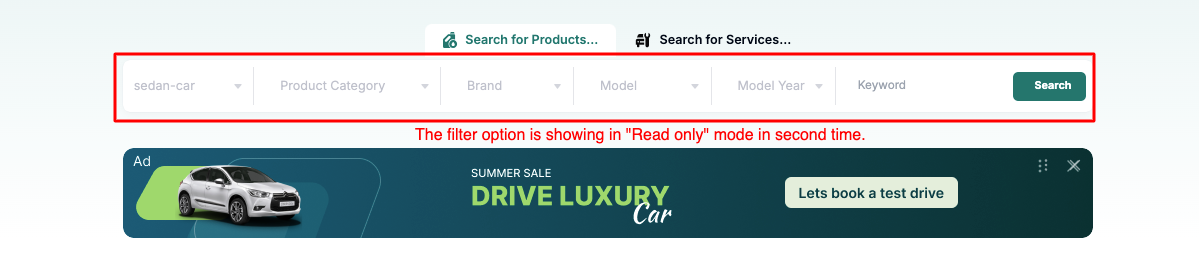 Search for Products... Search for Services...
sedan-car Product Category Brand Model Model Year Keyword Search
The filter option is showing in "Read only" mode in second time.
Ad
SUMMER SALE
DRIVE LUXURY
Car
Lets book a test drive